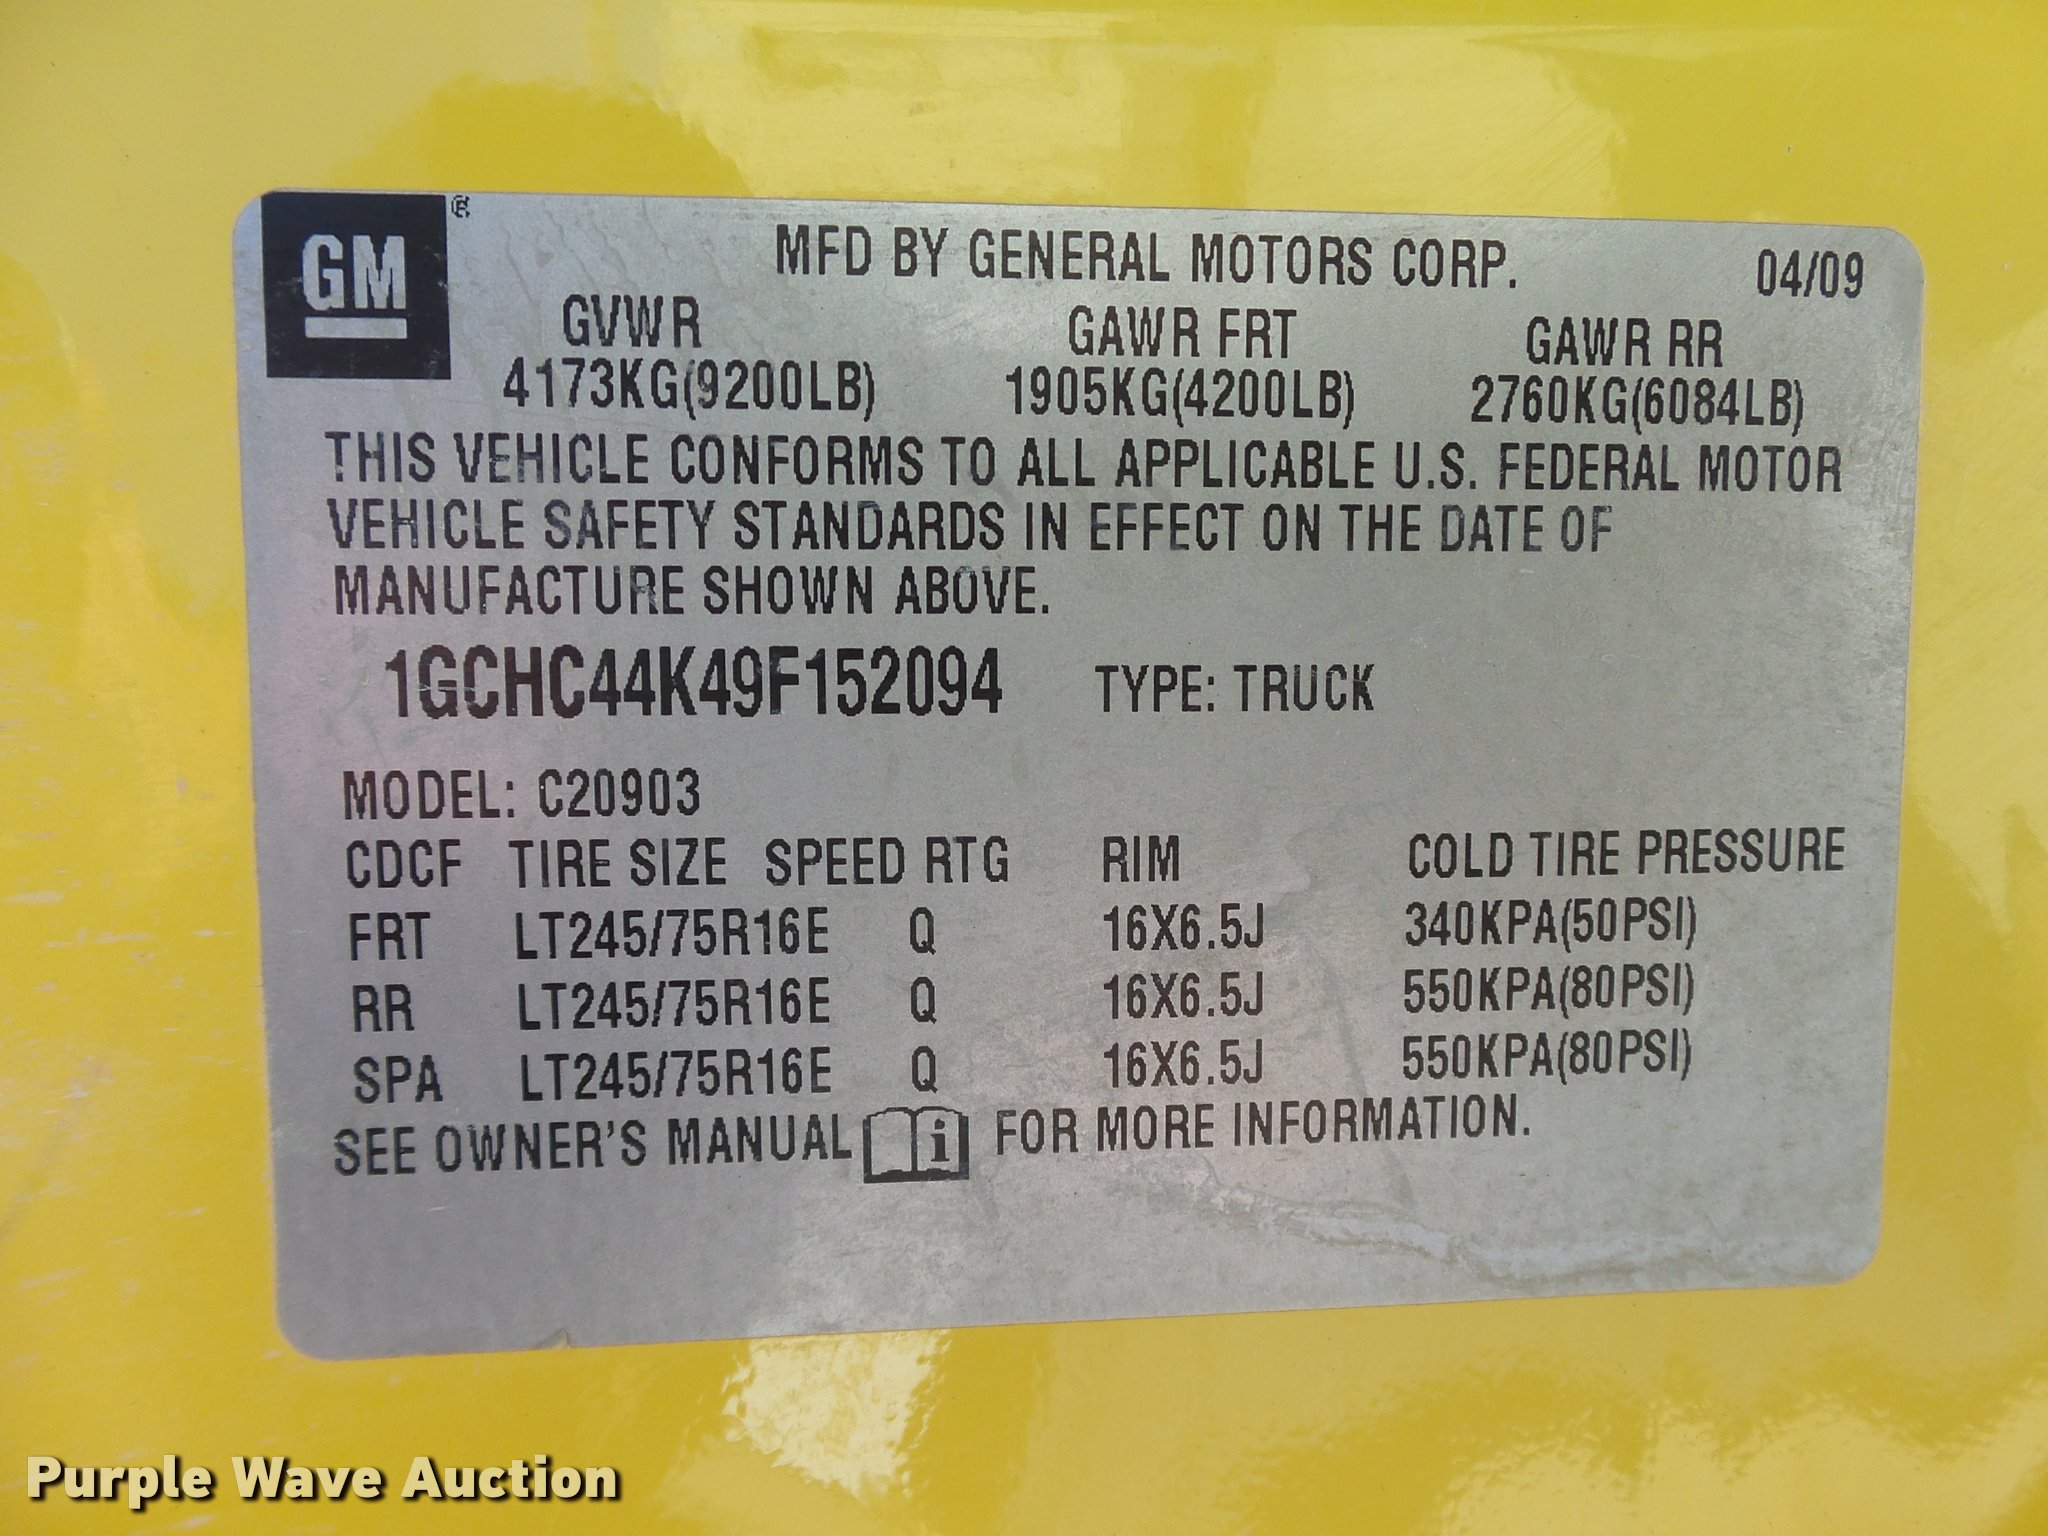 GM ®
MFD BY GENERAL MOTORS CORP. 04/09
GVWR GAWR FRT GAWR RR
4173KG(9200LB) 1905KG(4200LB) 2760KG(6084LB)
THIS VEHICLE CONFORMS TO ALL APPLICABLE U.S. FEDERAL MOTOR
VEHICLE SAFETY STANDARDS IN EFFECT ON THE DATE OF
MANUFACTURE SHOWN ABOVE.
1GCHC44K49F152094 TYPE: TRUCK
MODEL: C20903
CDCF TIRE SIZE SPEED RTG RIM COLD TIRE PRESSURE
FRT LT245/75R16E Q 16X6.5J 340KPA(50PSI)
RR LT245/75R16E Q 16X6.5J 550KPA(80PSI)
SPA LT245/75R16E Q 16X6.5J 550KPA(80PSI)
SEE OWNER'S MANUAL i FOR MORE INFORMATION.
Purple Wave Auction